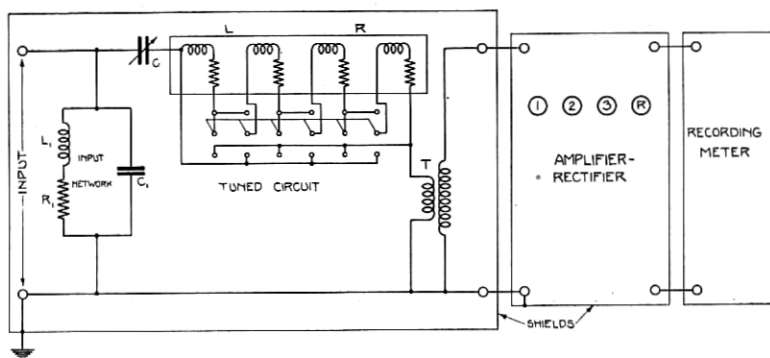 L R
C
L₁
R₁
INPUT
NETWORK
C₁
INPUT
TUNED CIRCUIT
T
1 2 3 R
AMPLIFIER-
RECTIFIER
RECORDING
METER
SHIELDS